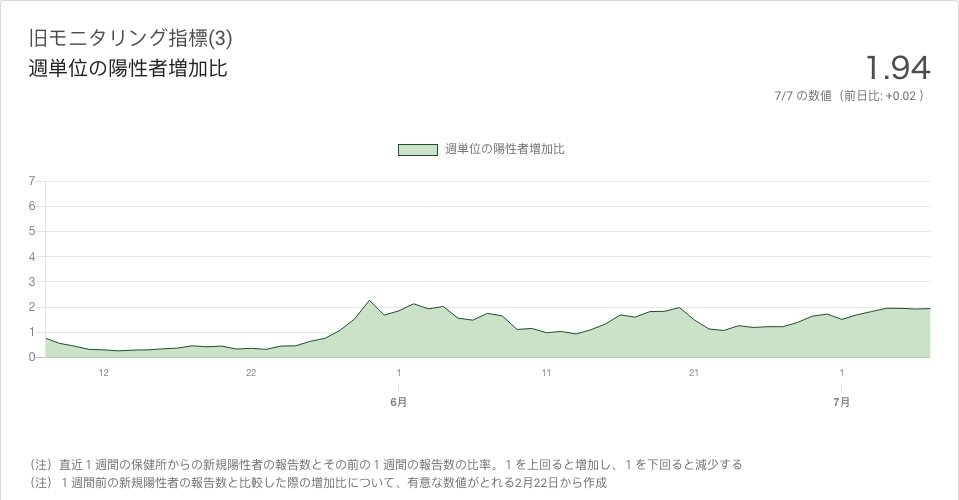 旧モニタリング指標(3)
週単位の陽性者増加比
1.94
7/7 の数値（前日比: +0.02 ）
週単位の陽性者増加比
7
6
5
4
3
2
1
0
12 22 1 11 21 1
6月 7月
（注）直近１週間の保健所からの新規陽性者の報告数とその前の１週間の報告数の比率。１を上回ると増加し、１を下回ると減少する
（注）１週間前の新規陽性者の報告数と比較した際の増加比について、有意な数値がとれる2月22日から作成